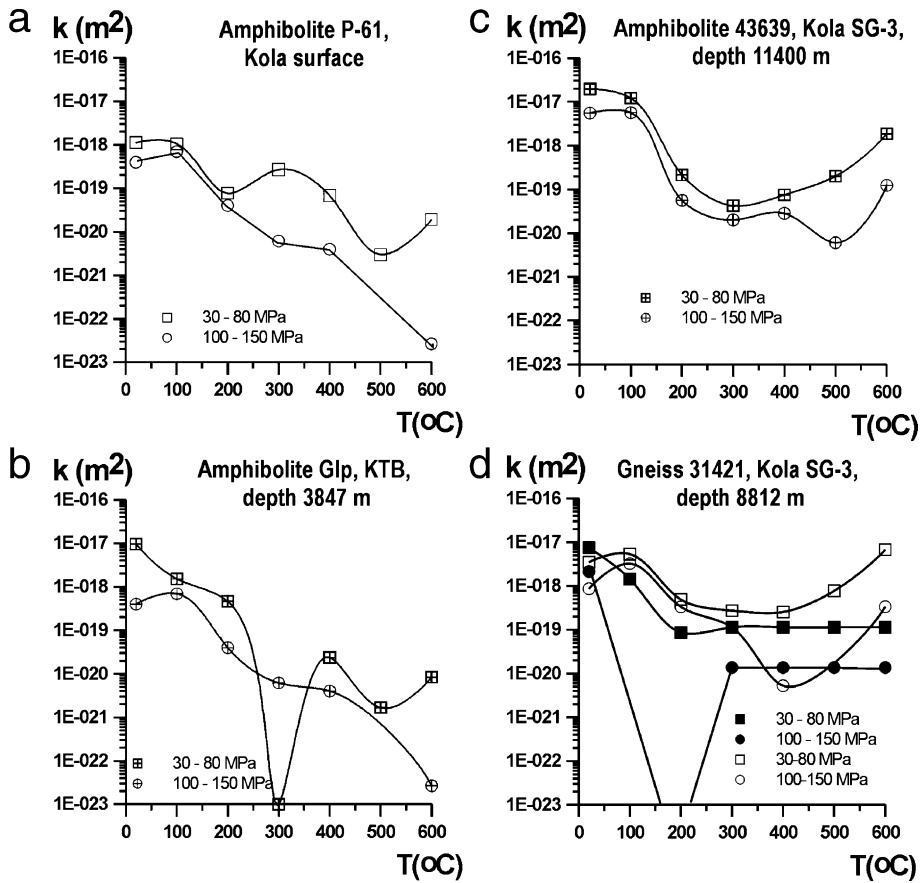 a
k (m2)
Amphibolite P-61,
Kola surface
1E-016
1E-017
1E-018
1E-019
1E-020
1E-021
1E-022
1E-023
30 - 80 MPa
100 - 150 MPa
0 100 200 300 400 500 600
T(oC)
c
k (m2)
Amphibolite 43639, Kola SG-3,
depth 11400 m
1E-016
1E-017
1E-018
1E-019
1E-020
1E-021
1E-022
1E-023
30 - 80 MPa
100 - 150 MPa
0 100 200 300 400 500 600
T(oC)
b
k (m2)
Amphibolite Glp, KTB,
depth 3847 m
1E-016
1E-017
1E-018
1E-019
1E-020
1E-021
1E-022
1E-023
30 - 80 MPa
100 - 150 MPa
0 100 200 300 400 500 600
T(oC)
d
k (m2)
Gneiss 31421, Kola SG-3,
depth 8812 m
1E-016
1E-017
1E-018
1E-019
1E-020
1E-021
1E-022
1E-023
30 - 80 MPa
100 - 150 MPa
30-80 MPa
100-150 MPa
0 100 200 300 400 500 600
T(oC)